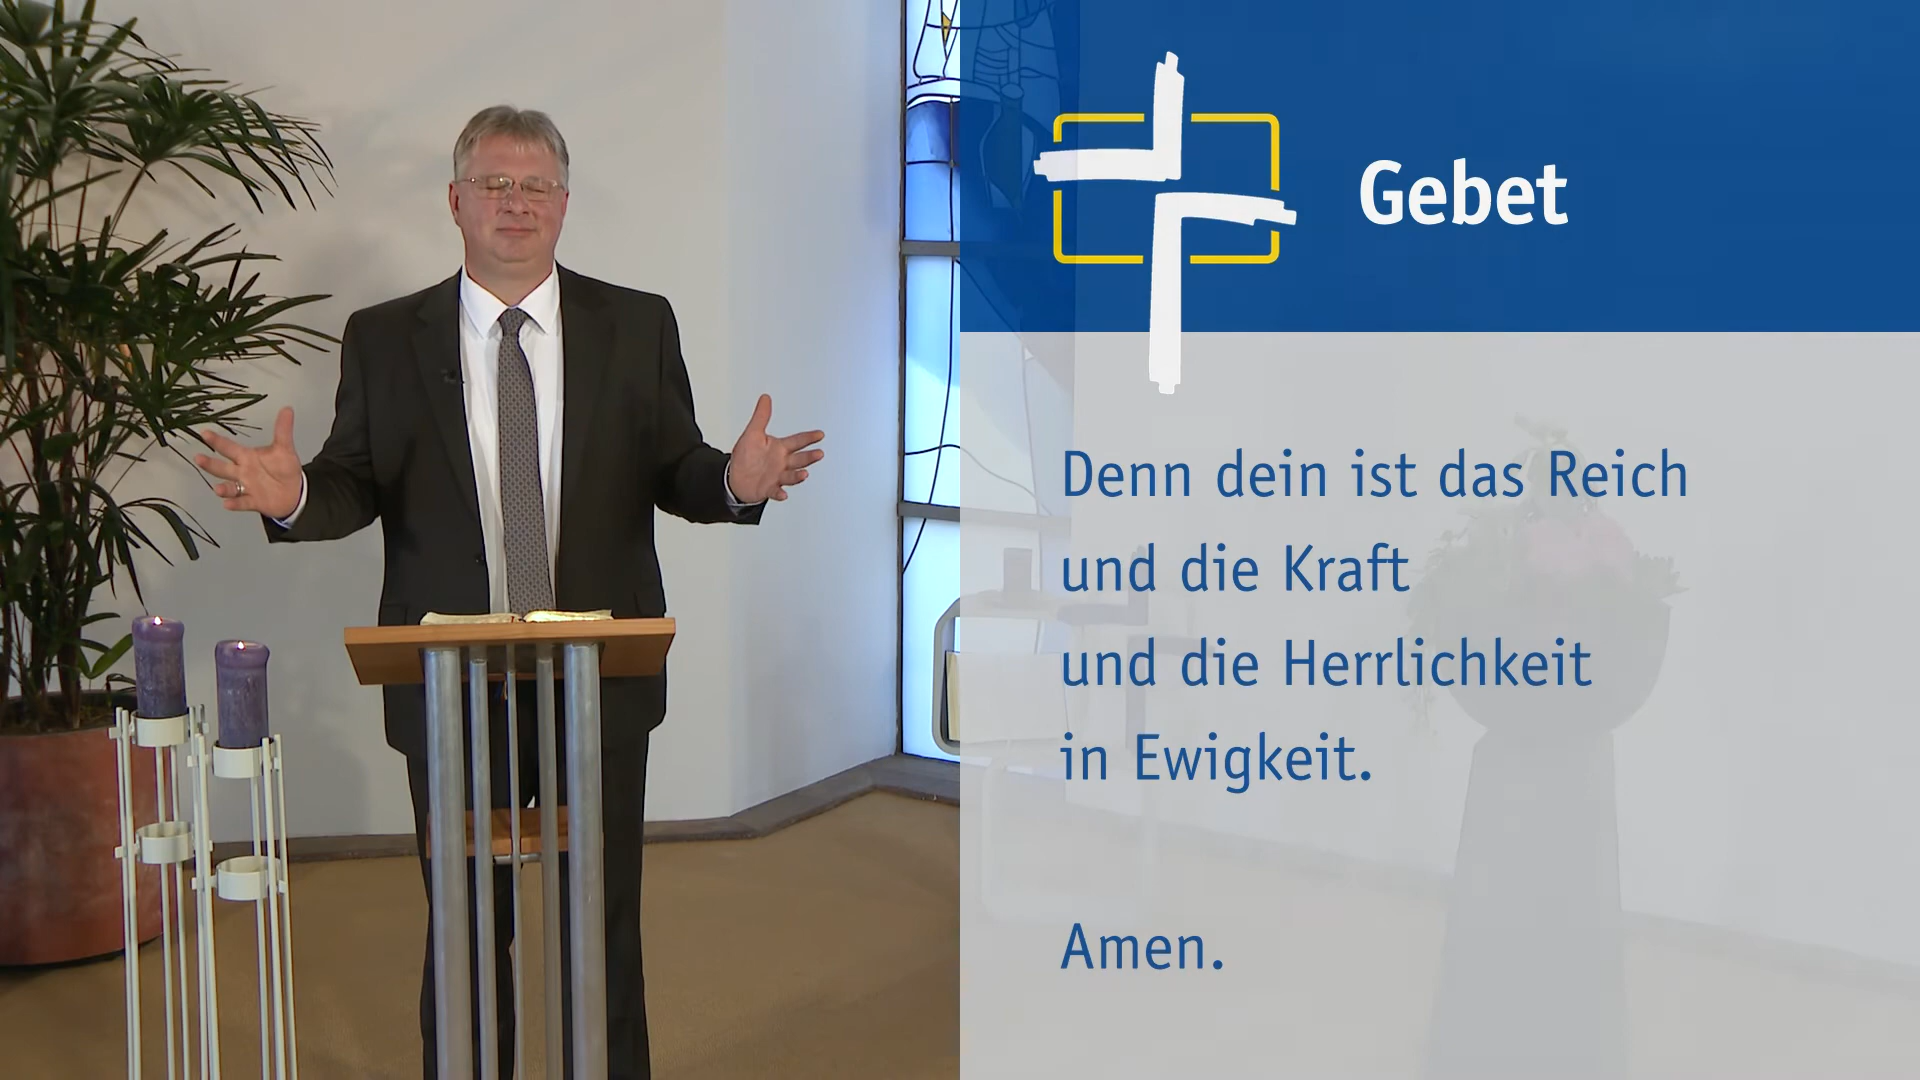 Gebet
Denn dein ist das Reich
und die Kraft
und die Herrlichkeit
in Ewigkeit.
Amen.